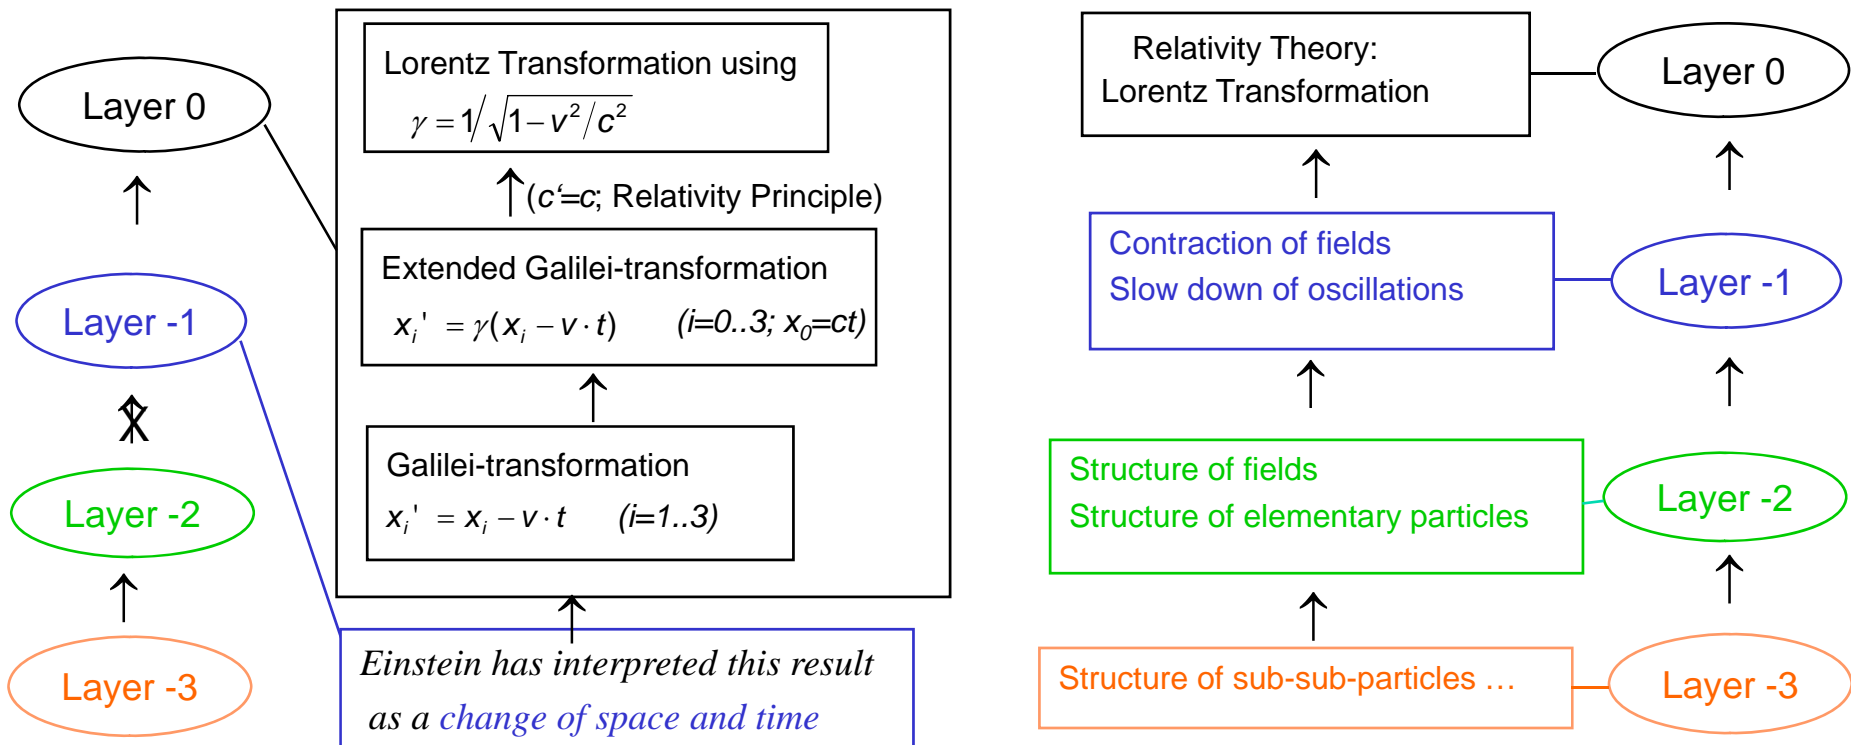 Layer 0
Layer -1
X
Layer -2
Layer -3
Lorentz Transformation using
γ = 1/√(1 − v²/c²)
(c‘=c; Relativity Principle)
Extended Galilei-transformation
xᵢ' = γ(xᵢ − v · t) (i=0..3; x₀=ct)
Galilei-transformation
xᵢ' = xᵢ − v · t (i=1..3)
Einstein has interpreted this result
as a change of space and time
Relativity Theory:
Lorentz Transformation
Layer 0
Contraction of fields
Slow down of oscillations
Layer -1
Structure of fields
Structure of elementary particles
Layer -2
Structure of sub-sub-particles …
Layer -3